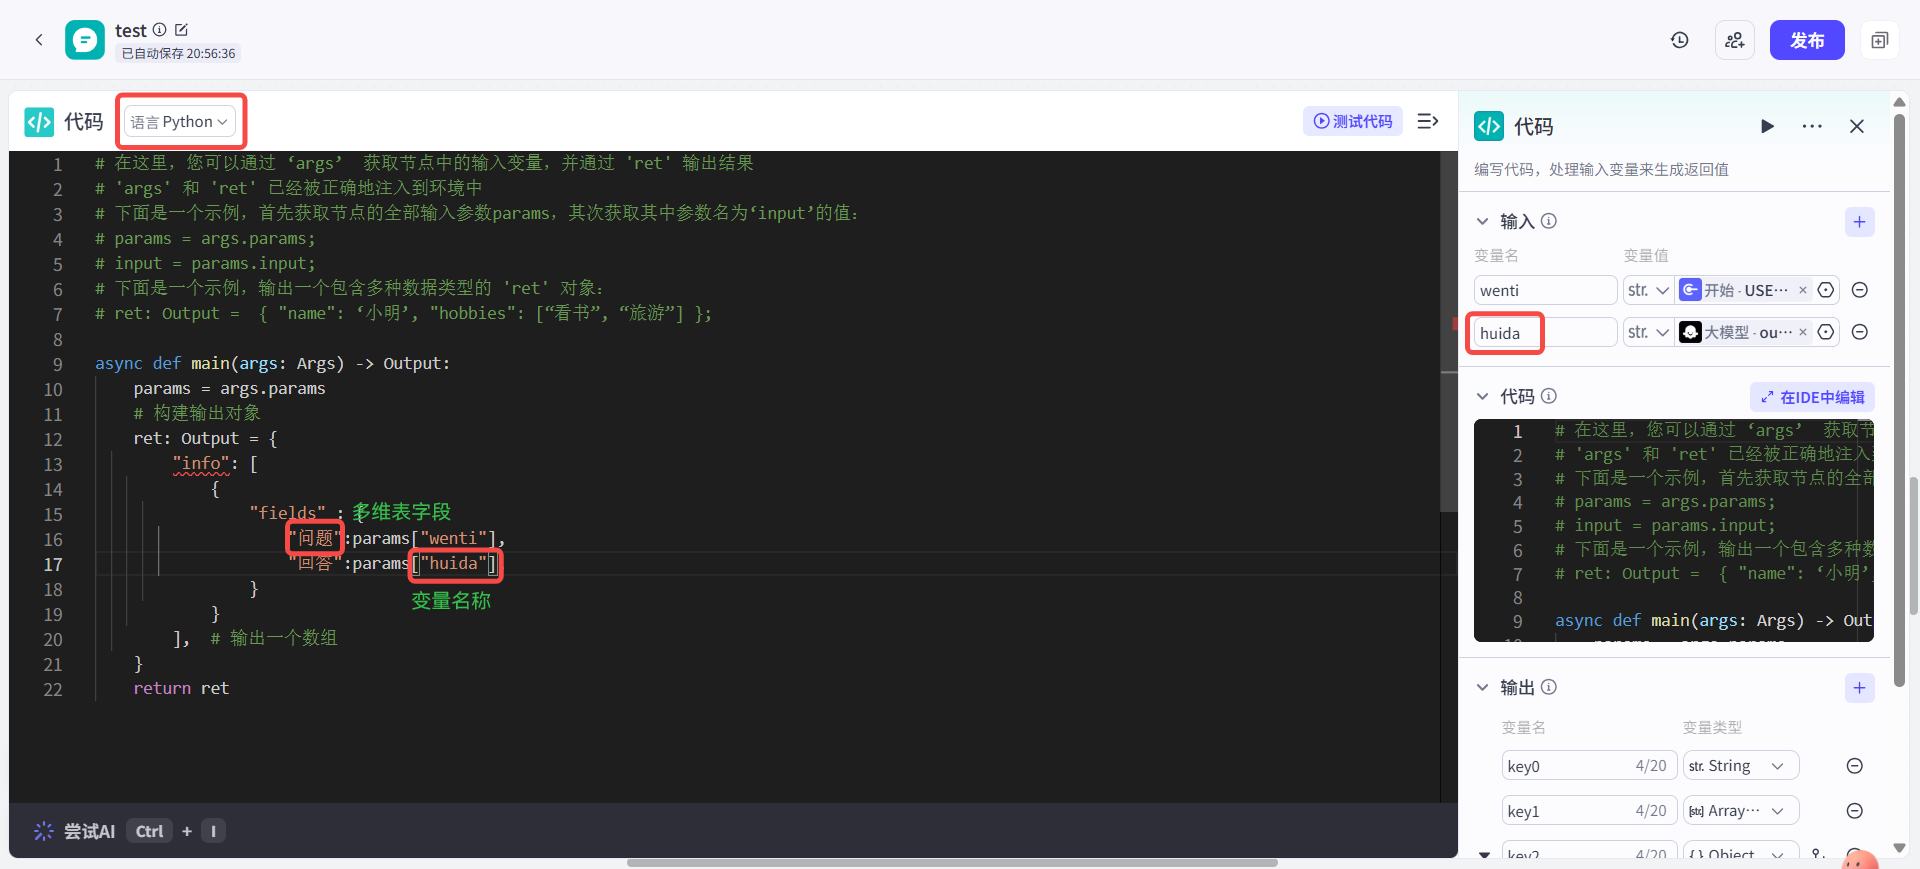 test
已自动保存 20:56:36
发布
代码
语言 Python
测试代码
1 # 在这里，您可以通过 ‘args’ 获取节点中的输入变量，并通过 'ret' 输出结果
2 # 'args' 和 'ret' 已经被正确地注入到环境中
3 # 下面是一个示例，首先获取节点的全部输入参数params，其次获取其中参数名为‘input’的值：
4 # params = args.params;
5 # input = params.input;
6 # 下面是一个示例，输出一个包含多种数据类型的 'ret' 对象：
7 # ret: Output = { "name": ‘小明’, "hobbies": [“看书”, “旅游”] };
8
9 async def main(args: Args) -> Output:
10 params = args.params
11 # 构建输出对象
12 ret: Output = {
13 "info": [
14 {
15 "fields" : {
多维表字段
16 "问题":params["wenti"],
17 "回答":params["huida"]
18 }
变量名称
19 }
20 ], # 输出一个数组
21 }
22 return ret
尝试AI Ctrl + I
代码
编写代码，处理输入变量来生成返回值
输入
变量名 变量值
wenti str. 开始 - USE···
huida str. 大模型 - ou···
代码
在IDE中编辑
1 # 在这里，您可以通过 ‘args’ 获取节
2 # 'args' 和 'ret' 已经被正确地注入
3 # 下面是一个示例，首先获取节点的全部
4 # params = args.params;
5 # input = params.input;
6 # 下面是一个示例，输出一个包含多种数
7 # ret: Output = { "name": ‘小明’
8
9 async def main(args: Args) -> Out
输出
变量名 变量类型
key0 4/20 str. String
key1 4/20 [str] Array···
key2 4/20 { } Object